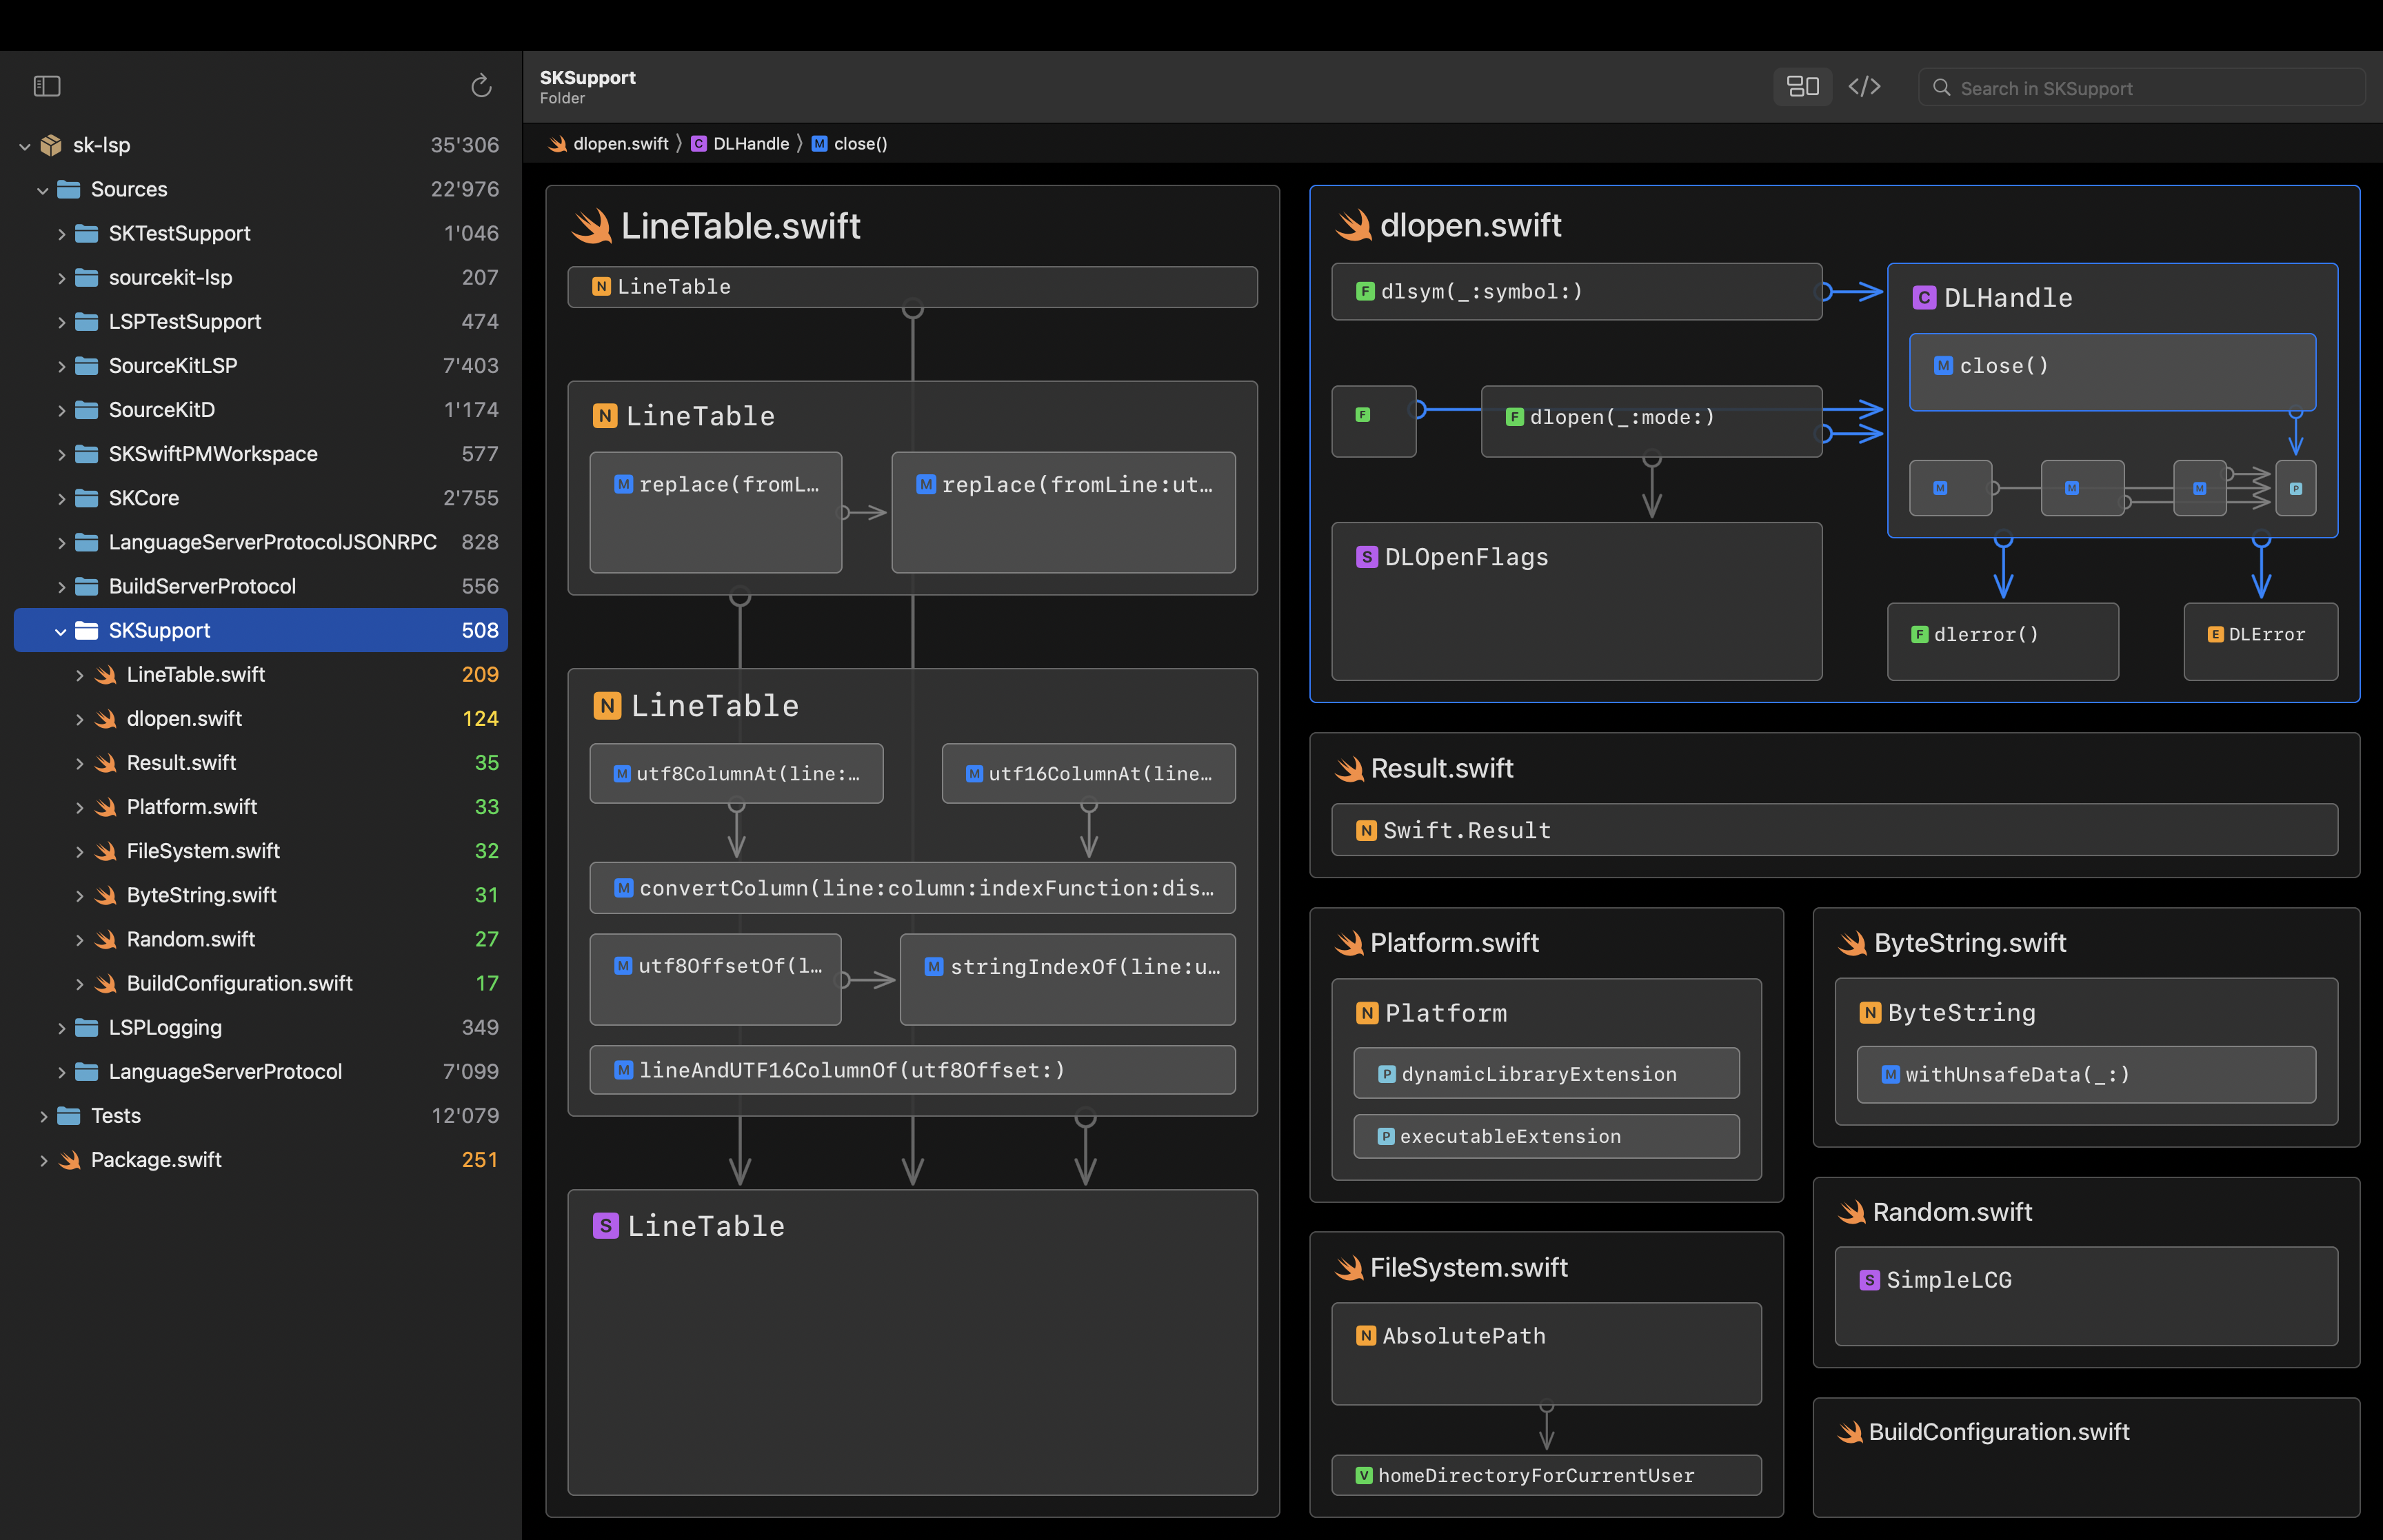 SKSupport
Folder
Search in SKSupport
sk-lsp 35'306
Sources 22'976
SKTestSupport 1'046
sourcekit-lsp 207
LSPTestSupport 474
SourceKitLSP 7'403
SourceKitD 1'174
SKSwiftPMWorkspace 577
SKCore 2'755
LanguageServerProtocolJSONRPC 828
BuildServerProtocol 556
SKSupport 508
LineTable.swift 209
dlopen.swift 124
Result.swift 35
Platform.swift 33
FileSystem.swift 32
ByteString.swift 31
Random.swift 27
BuildConfiguration.swift 17
LSPLogging 349
LanguageServerProtocol 7'099
Tests 12'079
Package.swift 251
dlopen.swift 〉 C DLHandle 〉 M close()
LineTable.swift
N LineTable
N LineTable
M replace(fromL…
M replace(fromLine:ut…
N LineTable
M utf8ColumnAt(line:…
M utf16ColumnAt(line…
M convertColumn(line:column:indexFunction:dis…
M utf8OffsetOf(l…
M stringIndexOf(line:u…
M lineAndUTF16ColumnOf(utf8Offset:)
S LineTable
dlopen.swift
F dlsym(_:symbol:)
F
F dlopen(_:mode:)
S DLOpenFlags
C DLHandle
M close()
M
M
M
P
F dlerror()
E DLError
Result.swift
N Swift.Result
Platform.swift
N Platform
P dynamicLibraryExtension
P executableExtension
FileSystem.swift
N AbsolutePath
V homeDirectoryForCurrentUser
ByteString.swift
N ByteString
M withUnsafeData(_:)
Random.swift
S SimpleLCG
BuildConfiguration.swift